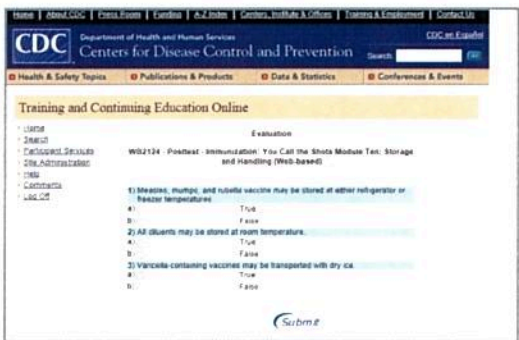 Home | About CDC | Press Room | Funding | A-Z Index | Centers, Institute & Offices | Training & Employment | Contact Us
CDC en Español
CDC
Department of Health and Human Services
Centers for Disease Control and Prevention
Search:
Health & Safety Topics
Publications & Products
Data & Statistics
Conferences & Events
Training and Continuing Education Online
Home
Search
Participant Services
Site Administration
Help
Comments
Log Off
Evaluation
WB2124 - Posttest - Immunization: You Call the Shots Module Ten: Storage
and Handling (Web-based)
1) Measles, mumps, and rubella vaccine may be stored at either refrigerator or
freezer temperatures
a) True
b) False
2) All diluents may be stored at room temperature.
a) True
b) False
3) Varicella-containing vaccines may be transported with dry ice.
a) True
b) False
Submit